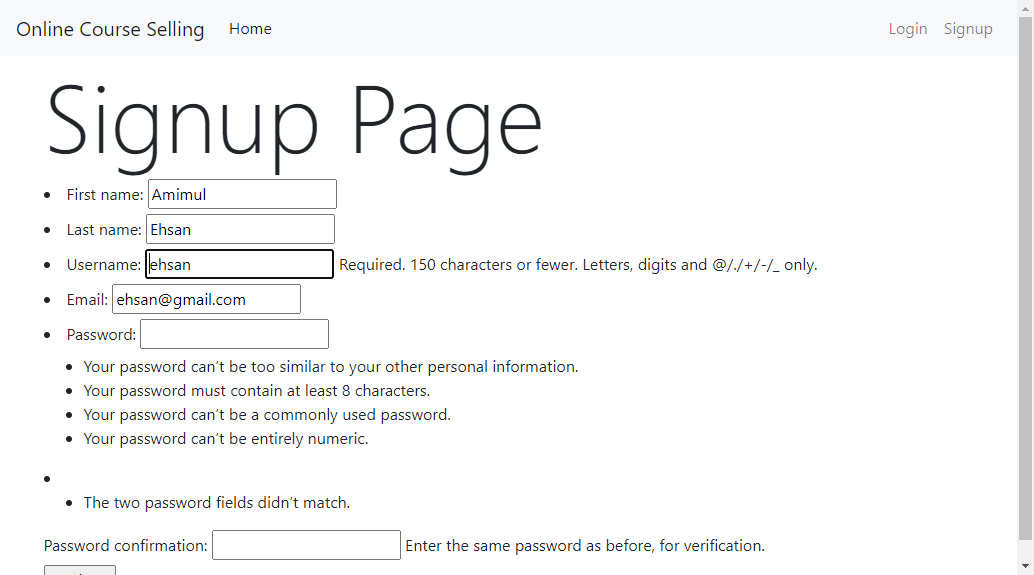 Online Course Selling Home Login Signup
Signup Page
First name: Amimul
Last name: Ehsan
Username: ehsan Required. 150 characters or fewer. Letters, digits and @/./+/-/_ only.
Email: ehsan@gmail.com
Password:
Your password can’t be too similar to your other personal information.
Your password must contain at least 8 characters.
Your password can’t be a commonly used password.
Your password can’t be entirely numeric.
The two password fields didn’t match.
Password confirmation: Enter the same password as before, for verification.